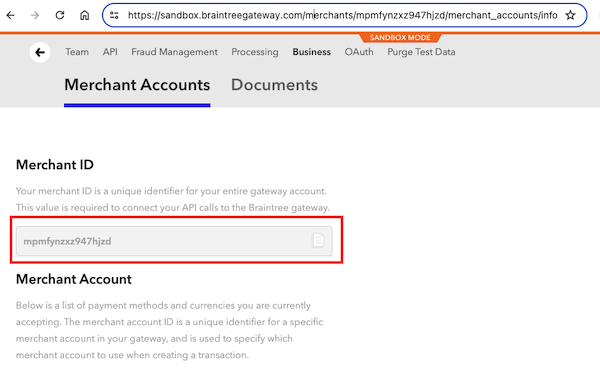 https://sandbox.braintreegateway.com/merchants/mpmfynzxz947hjzd/merchant_accounts/info
SANDBOX MODE
Team API Fraud Management Processing Business OAuth Purge Test Data
Merchant Accounts Documents
Merchant ID
Your merchant ID is a unique identifier for your entire gateway account.
This value is required to connect your API calls to the Braintree gateway.
mpmfynzxz947hjzd
Merchant Account
Below is a list of payment methods and currencies you are currently
accepting. The merchant account ID is a unique identifier for a specific
merchant account in your gateway, and is used to specify which
merchant account to use when creating a transaction.